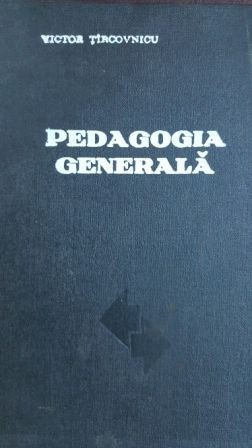 VICTOR ȚÎRCOVNICU
PEDAGOGIA
GENERALĂ